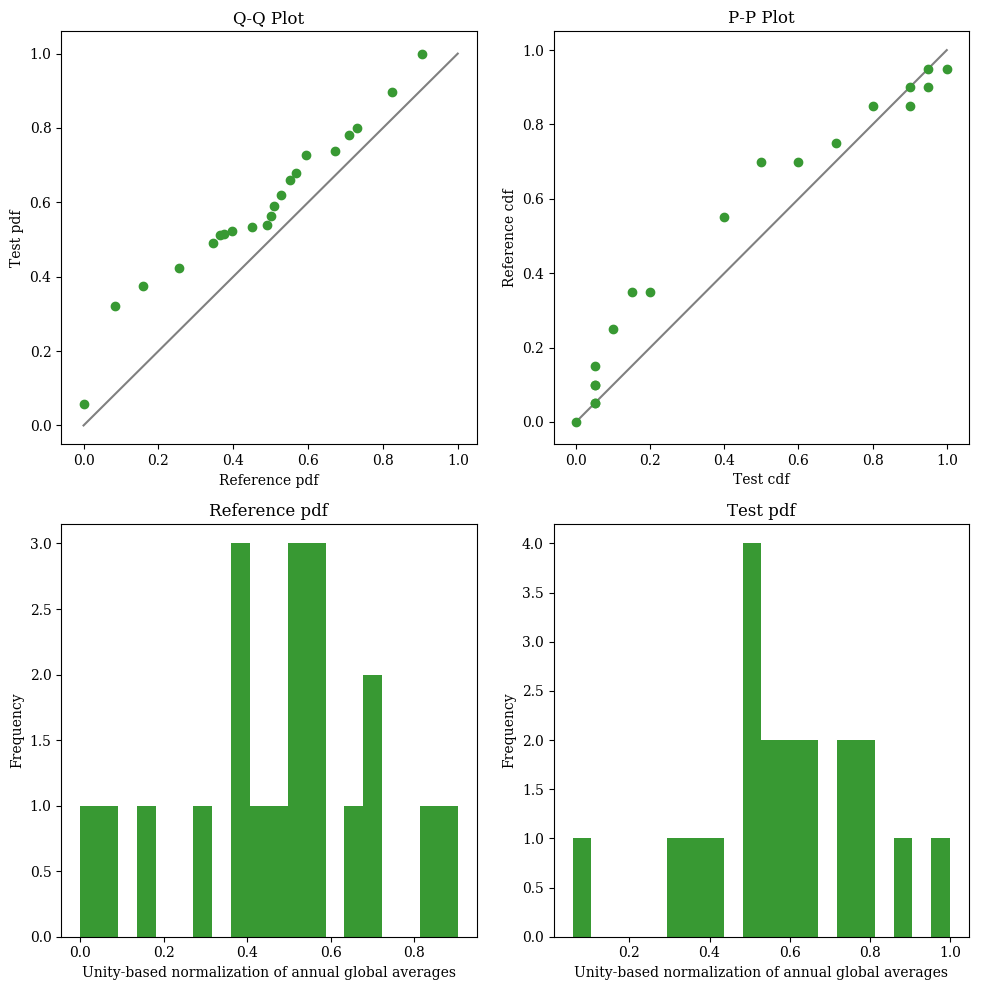 Q-Q Plot
1.0
0.8
0.6
0.4
0.2
0.0
Test pdf
0.0 0.2 0.4 0.6 0.8 1.0
Reference pdf
P-P Plot
1.0
0.8
0.6
0.4
0.2
0.0
Reference cdf
0.0 0.2 0.4 0.6 0.8 1.0
Test cdf
Reference pdf
3.0
2.5
2.0
1.5
1.0
0.5
0.0
Frequency
0.0 0.2 0.4 0.6 0.8
Unity-based normalization of annual global averages
Test pdf
4.0
3.5
3.0
2.5
2.0
1.5
1.0
0.5
0.0
Frequency
0.2 0.4 0.6 0.8 1.0
Unity-based normalization of annual global averages